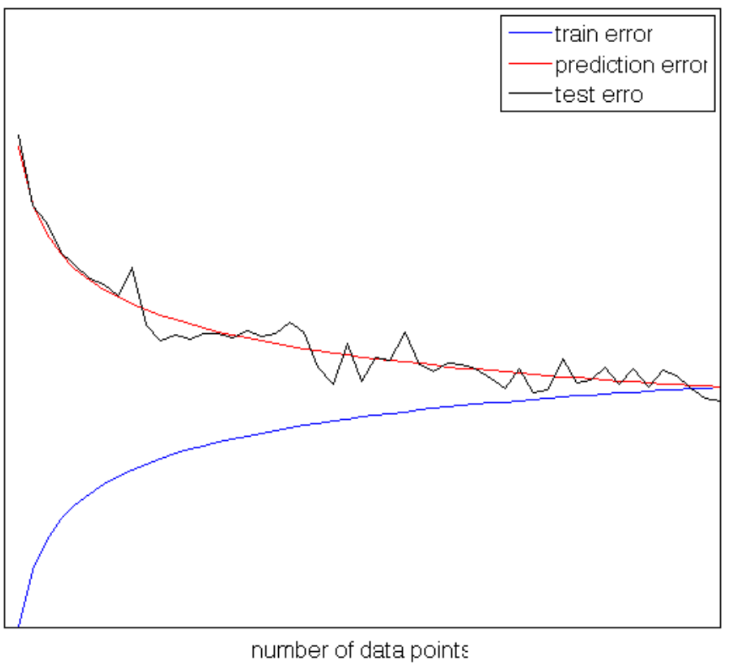 train error
prediction error
test erro
number of data points